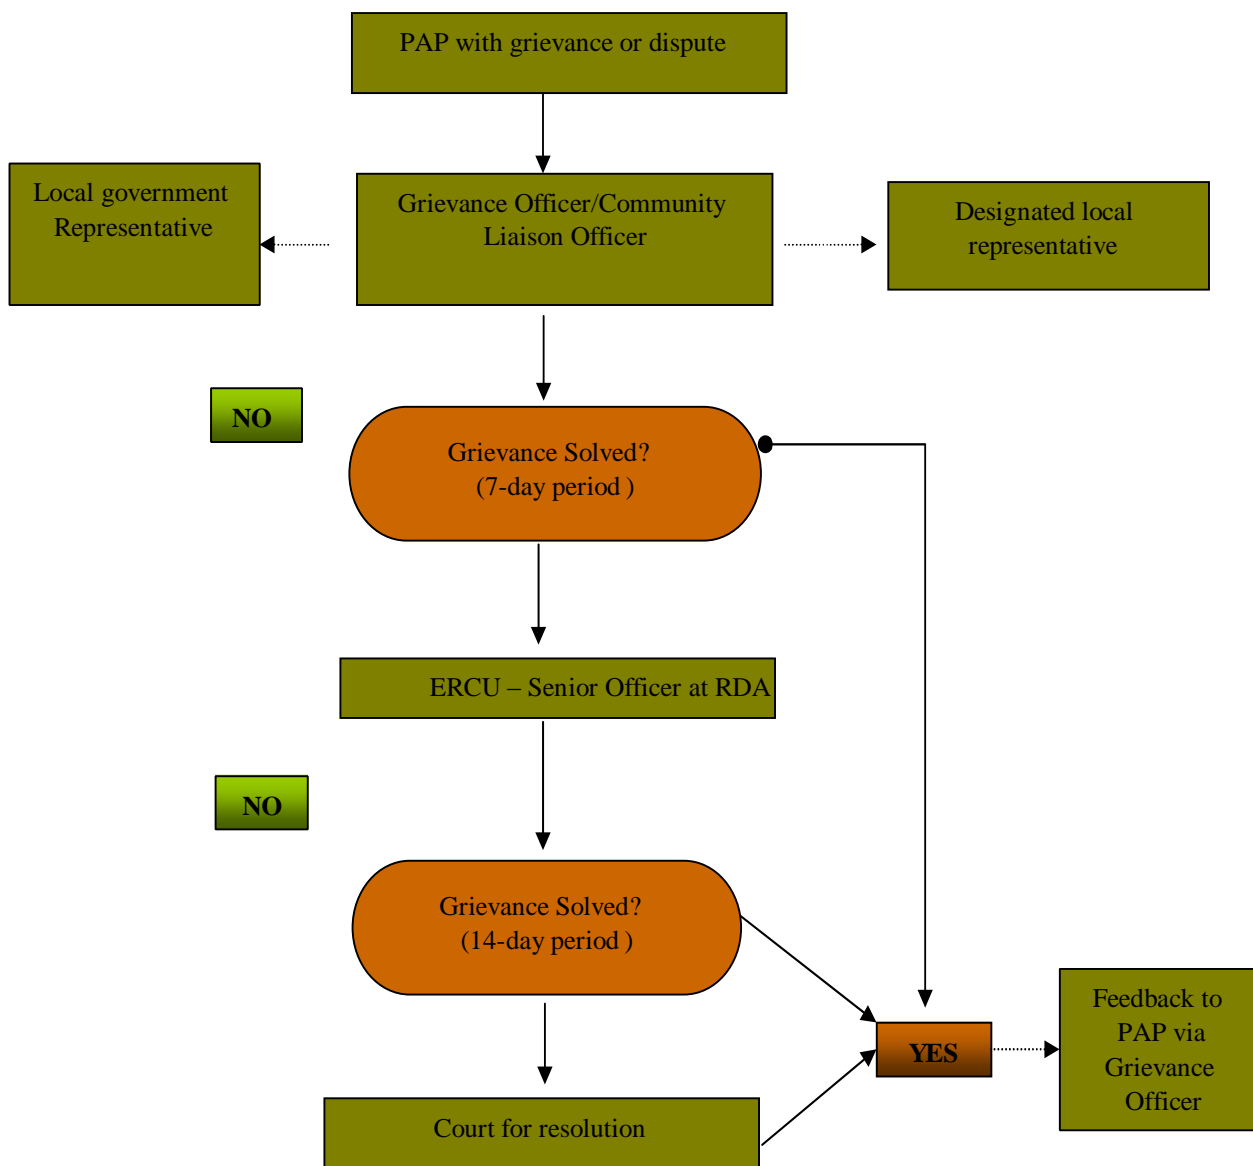 PAP with grievance or dispute
Local government
Representative
Grievance Officer/Community
Liaison Officer
Designated local
representative
NO
Grievance Solved?
(7-day period )
ERCU – Senior Officer at RDA
NO
Grievance Solved?
(14-day period )
YES
Feedback to
PAP via
Grievance
Officer
Court for resolution